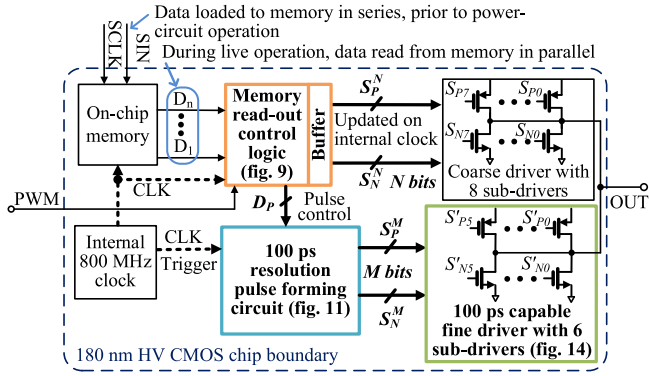 Data loaded to memory in series, prior to power-
circuit operation
SCLK
SIN
During live operation, data read from memory in parallel
On-chip
memory
Dn
D1
Memory
read-out
control
logic
(fig. 9)
Buffer
S_P^N
Updated on
internal clock
S_N^N N bits
S_P7
S_P0
S_N7
S_N0
Coarse driver with
8 sub-drivers
CLK
PWM
OUT
D_P
Pulse
control
Internal
800 MHz
clock
CLK
Trigger
100 ps
resolution
pulse forming
circuit (fig. 11)
S_P^M
M bits
S_N^M
S'_P5
S'_P0
S'_N5
S'_N0
100 ps capable
fine driver with 6
sub-drivers (fig. 14)
180 nm HV CMOS chip boundary